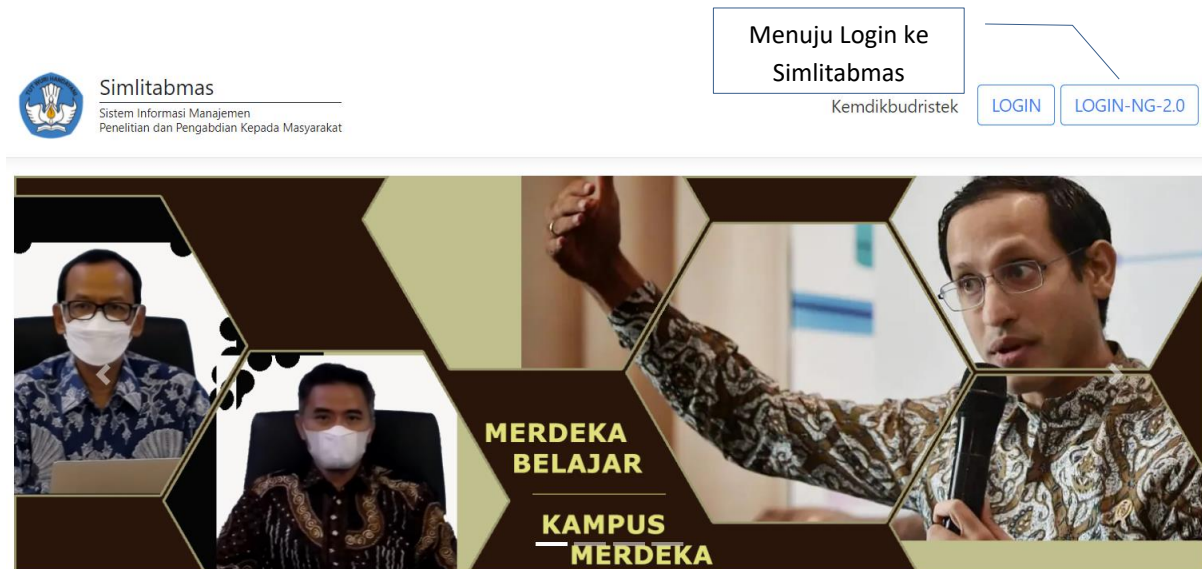 Menuju Login ke
Simlitabmas
Simlitabmas
Sistem Informasi Manajemen
Penelitian dan Pengabdian Kepada Masyarakat
Kemdikbudristek
LOGIN
LOGIN-NG-2.0
MERDEKA
BELAJAR
KAMPUS
MERDEKA